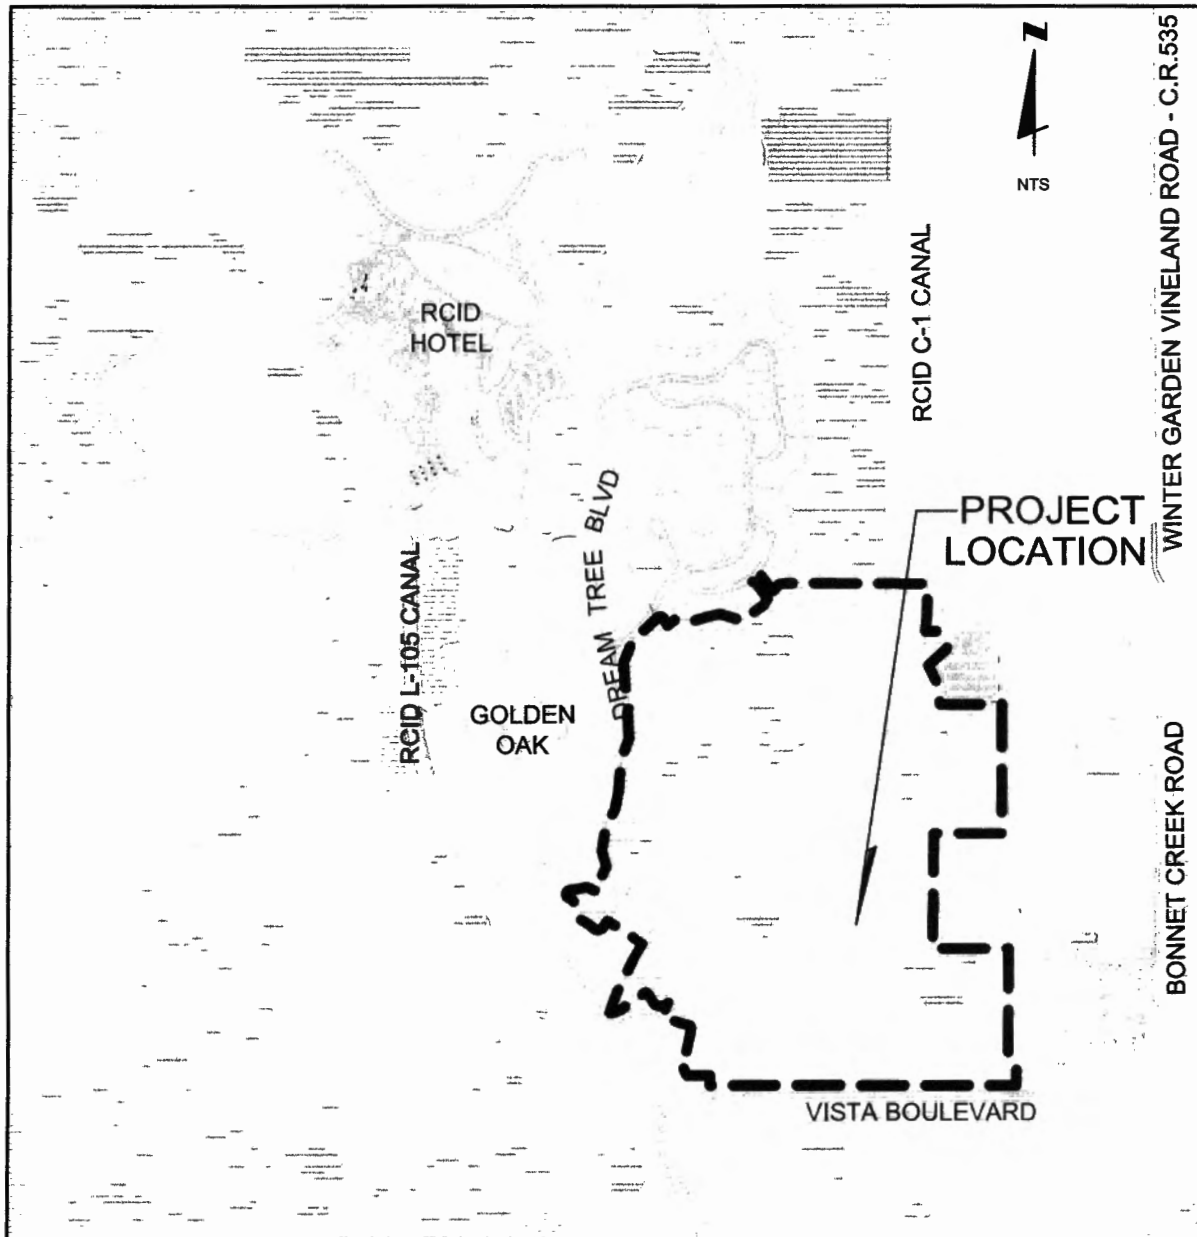 N
NTS
WINTER GARDEN VINELAND ROAD - C.R.535
RCID C-1 CANAL
RCID
HOTEL
DREAM TREE BLVD
PROJECT
LOCATION
RCID L-105 CANAL
GOLDEN
OAK
BONNET CREEK ROAD
VISTA BOULEVARD